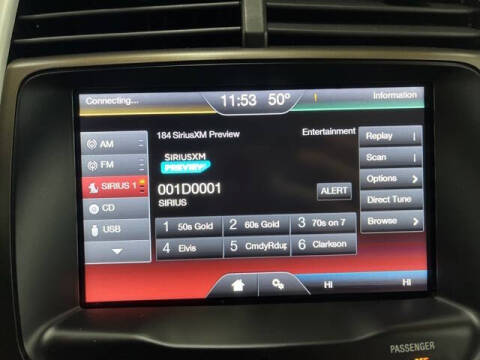 Connecting...
11:53 50°
Information
184 SiriusXM Preview
Entertainment
AM
FM
SIRIUS 1
CD
USB
SIRIUSXM
PREVIEW
001D0001
SIRIUS
ALERT
Replay
Scan
Options
Direct Tune
Browse
1 50s Gold
2 60s Gold
3 70s on 7
4 Elvis
5 CmdyRdup
6 Clarkson
HI
HI
PASSENGER